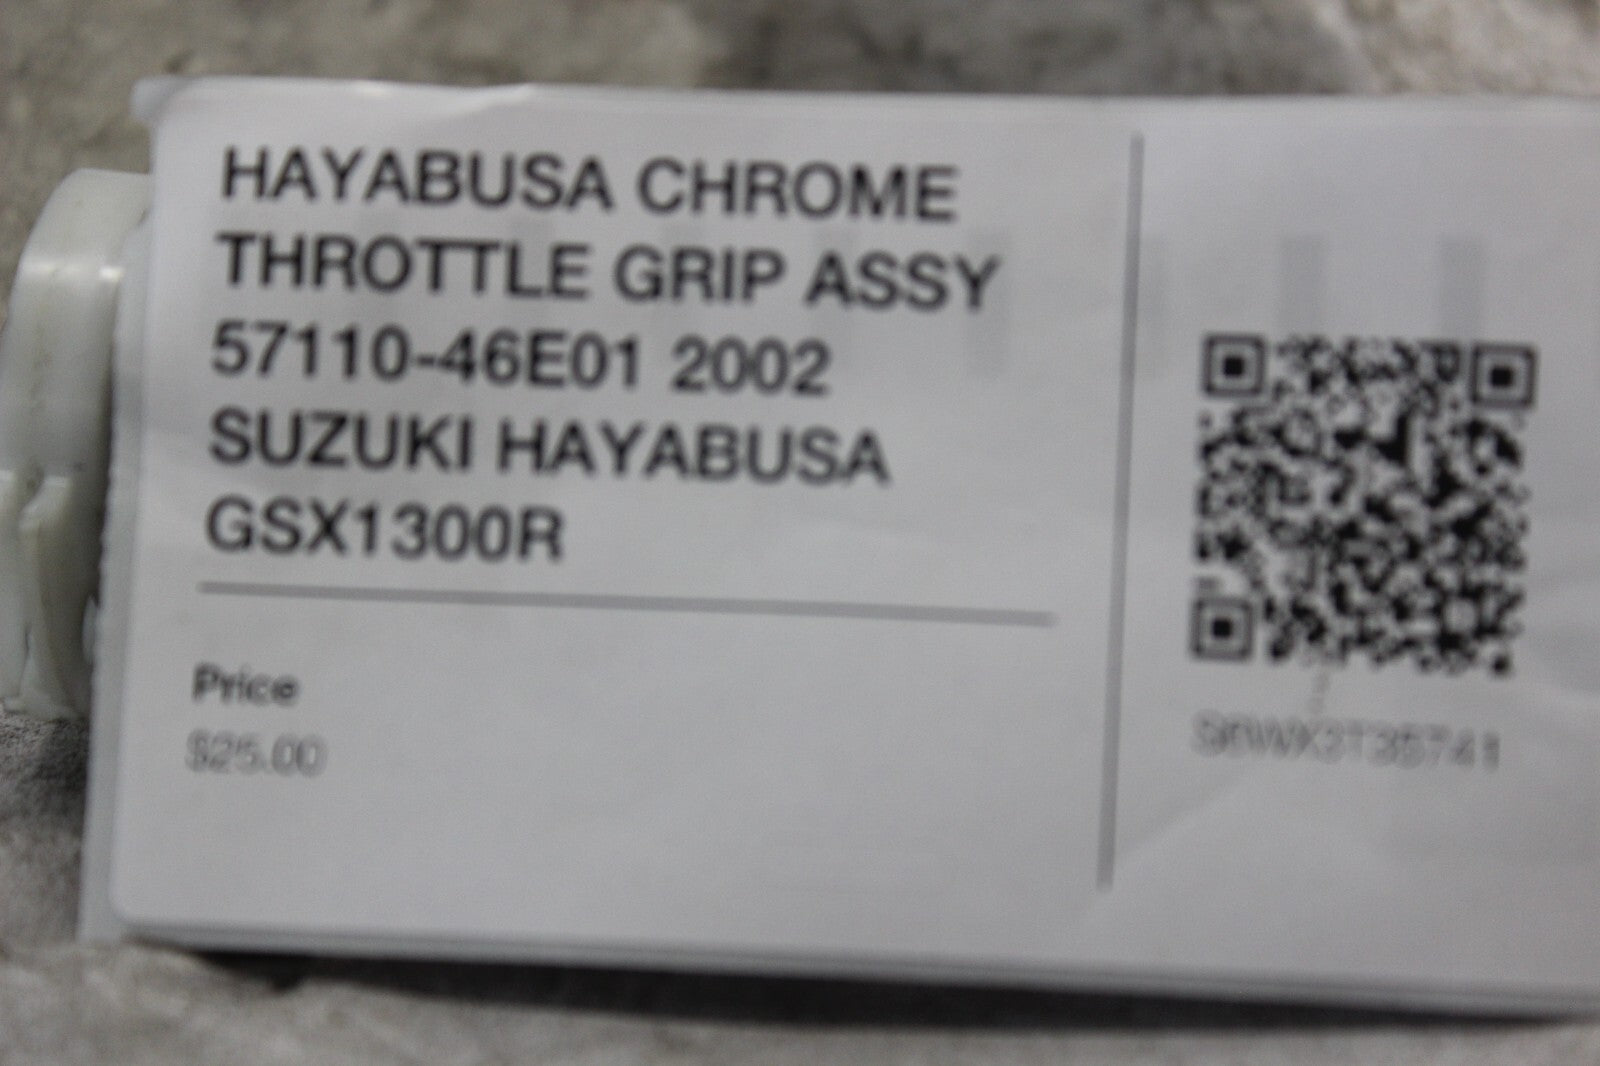 HAYABUSA CHROME
THROTTLE GRIP ASSY
57110-46E01 2002
SUZUKI HAYABUSA
GSX1300R
Price
$25.00